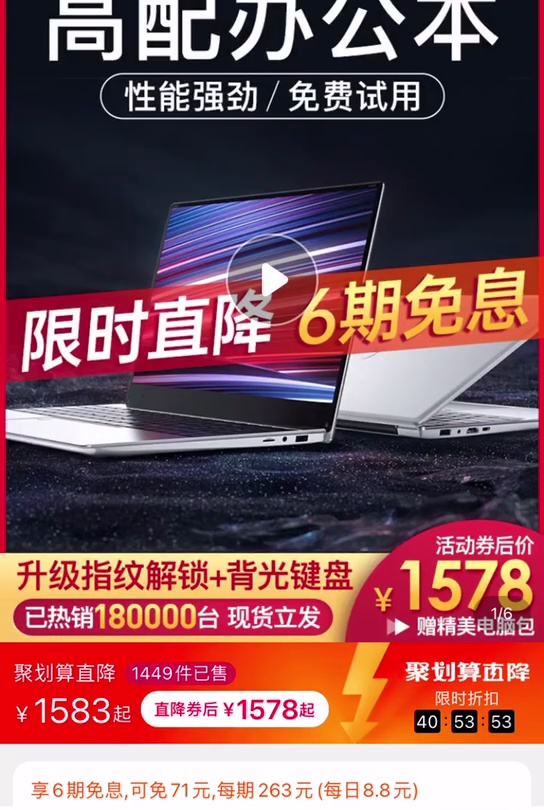 高配办公本
性能强劲 / 免费试用
限时直降 6期免息
升级指纹解锁+背光键盘
已热销180000台 现货立发
活动券后价
¥1578
1/6
赠精美电脑包
聚划算直降 1449件已售
¥1583起 直降券后¥1578起
聚划算直降
限时折扣
40:53:53
享6期免息,可免71元,每期263元(每日8.8元)